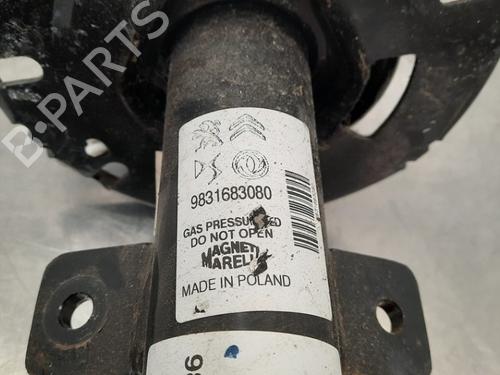 B-PARTS
9831683080
GAS PRESSURIZED
DO NOT OPEN
MAGNETI
MARELLI
MADE IN POLAND